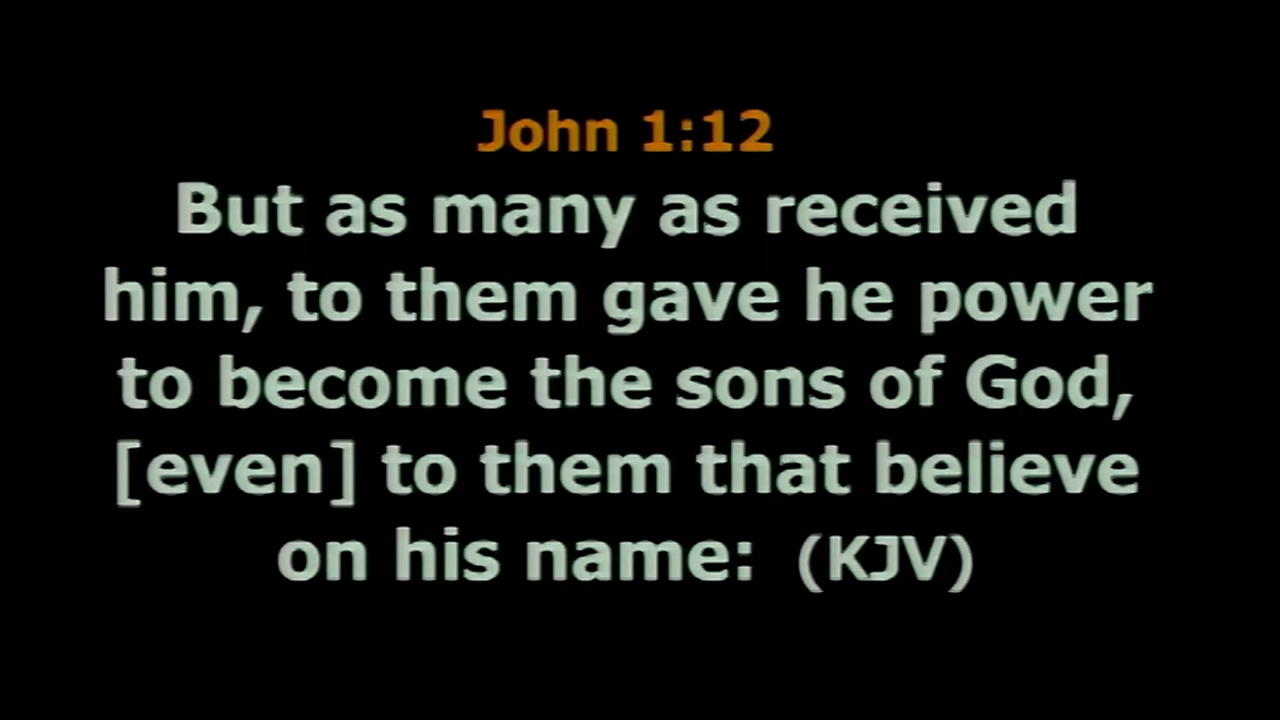 John 1:12
But as many as received
him, to them gave he power
to become the sons of God,
[even] to them that believe
on his name: (KJV)